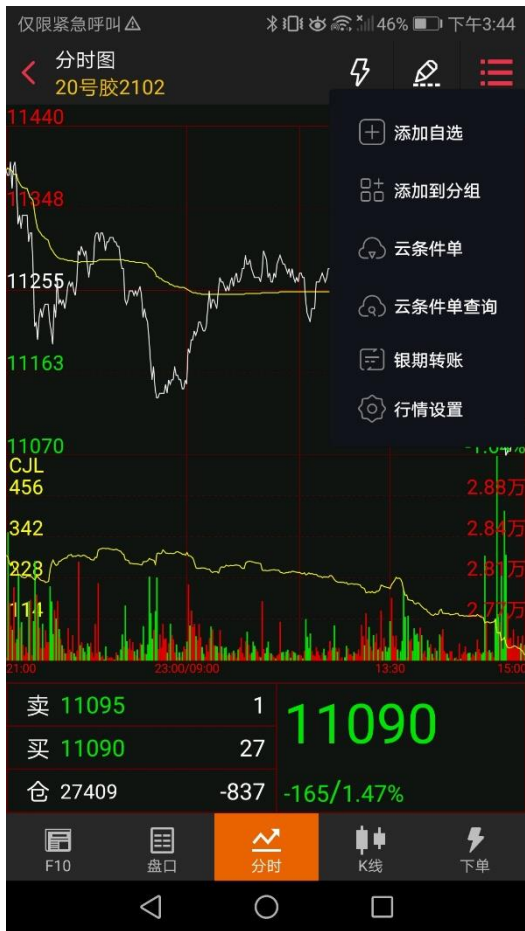 仅限紧急呼叫
46%
下午3:44
分时图
20号胶2102
11440
添加自选
添加到分组
11348
云条件单
11255
云条件单查询
11163
银期转账
行情设置
11070
CJL
456
2.88万
342
2.84万
228
2.81万
114
2.77万
21:00
23:00/09:00
13:30
15:00
卖 11095 1
买 11090 27
仓 27409 -837
11090
-165/1.47%
F10
盘口
分时
K线
下单